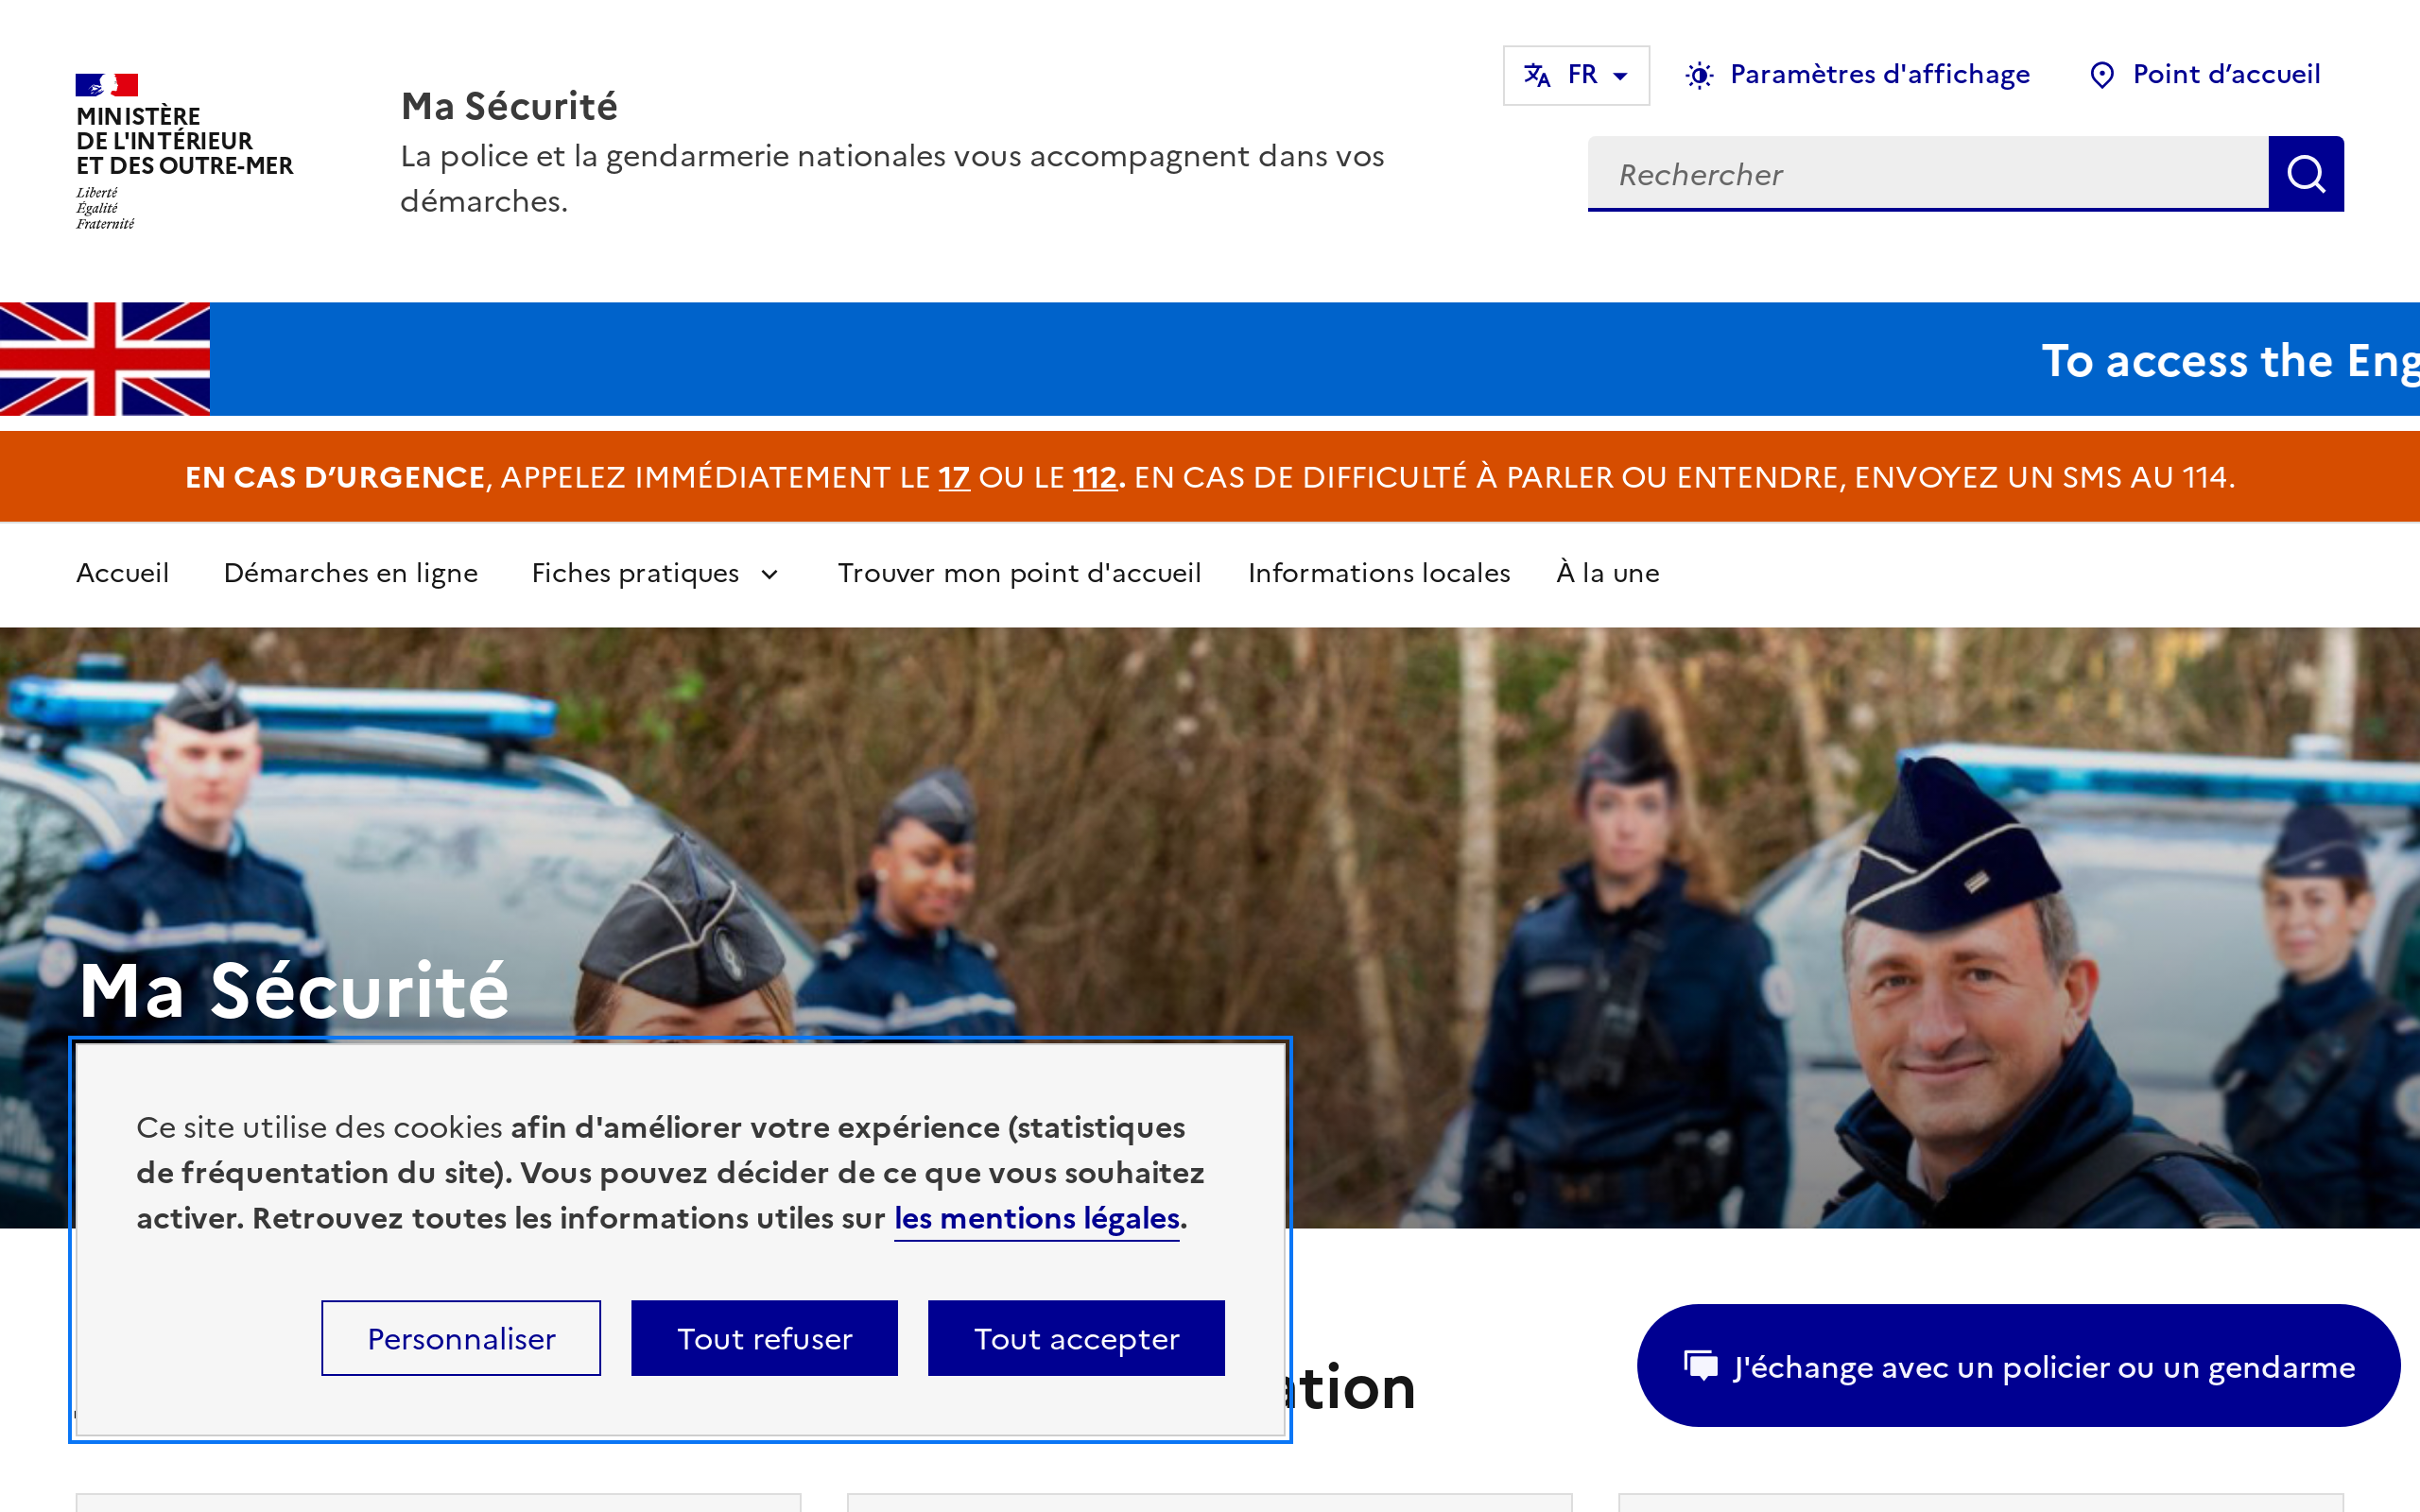 FR
Paramètres d'affichage
Point d’accueil
MINISTÈRE
DE L'INTÉRIEUR
ET DES OUTRE-MER
Liberté
Égalité
Fraternité
Ma Sécurité
La police et la gendarmerie nationales vous accompagnent dans vos
démarches.
Rechercher
To access the Eng
EN CAS D’URGENCE, APPELEZ IMMÉDIATEMENT LE 17 OU LE 112. EN CAS DE DIFFICULTÉ À PARLER OU ENTENDRE, ENVOYEZ UN SMS AU 114.
Accueil
Démarches en ligne
Fiches pratiques
Trouver mon point d'accueil
Informations locales
À la une
Ma Sécurité
Ce site utilise des cookies afin d'améliorer votre expérience (statistiques
de fréquentation du site). Vous pouvez décider de ce que vous souhaitez
activer. Retrouvez toutes les informations utiles sur les mentions légales.
Personnaliser
Tout refuser
Tout accepter
tion
J'échange avec un policier ou un gendarme